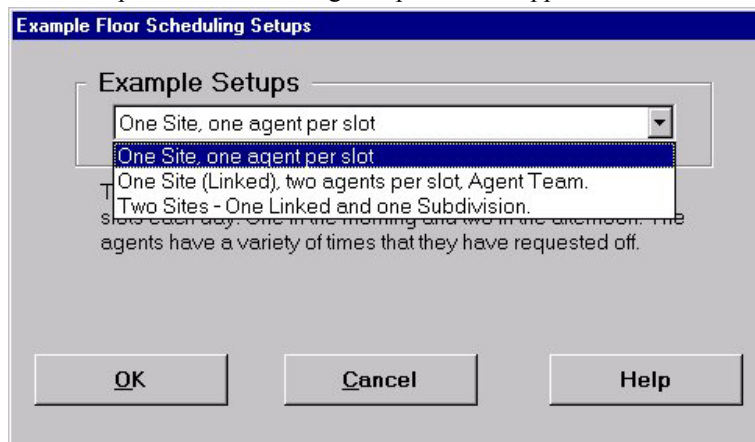 Example Floor Scheduling Setups
Example Setups
One Site, one agent per slot
One Site, one agent per slot
One Site (Linked), two agents per slot, Agent Team.
Two Sites - One Linked and one Subdivision.
slots each day. One in the morning and two in the afternoon. The
agents have a variety of times that they have requested off.
OK
Cancel
Help